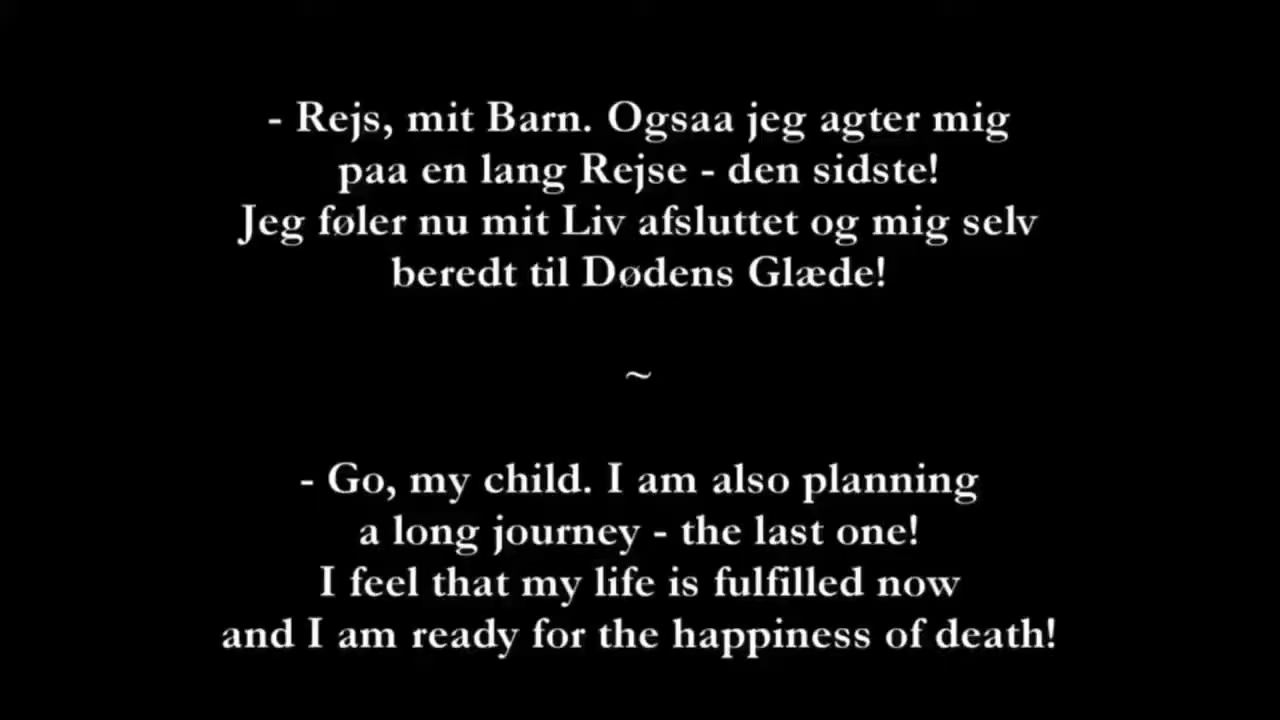 - Rejs, mit Barn. Ogsaa jeg agter mig
paa en lang Rejse - den sidste!
Jeg føler nu mit Liv afsluttet og mig selv
beredt til Dødens Glæde!
~
- Go, my child. I am also planning
a long journey - the last one!
I feel that my life is fulfilled now
and I am ready for the happiness of death!